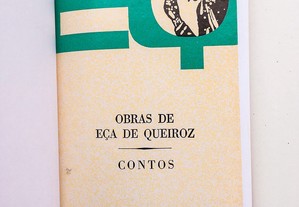 OBRAS DE
EÇA DE QUEIROZ
CONTOS